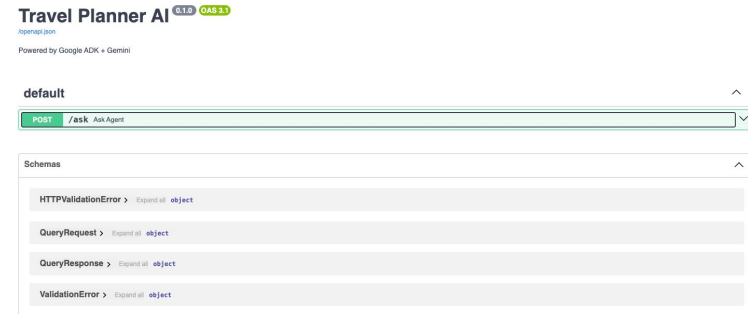 Travel Planner AI 0.1.0 OAS 3.1
/openapi.json
Powered by Google ADK + Gemini
default
POST /ask Ask Agent
Schemas
HTTPValidationError > Expand all object
QueryRequest > Expand all object
QueryResponse > Expand all object
ValidationError > Expand all object